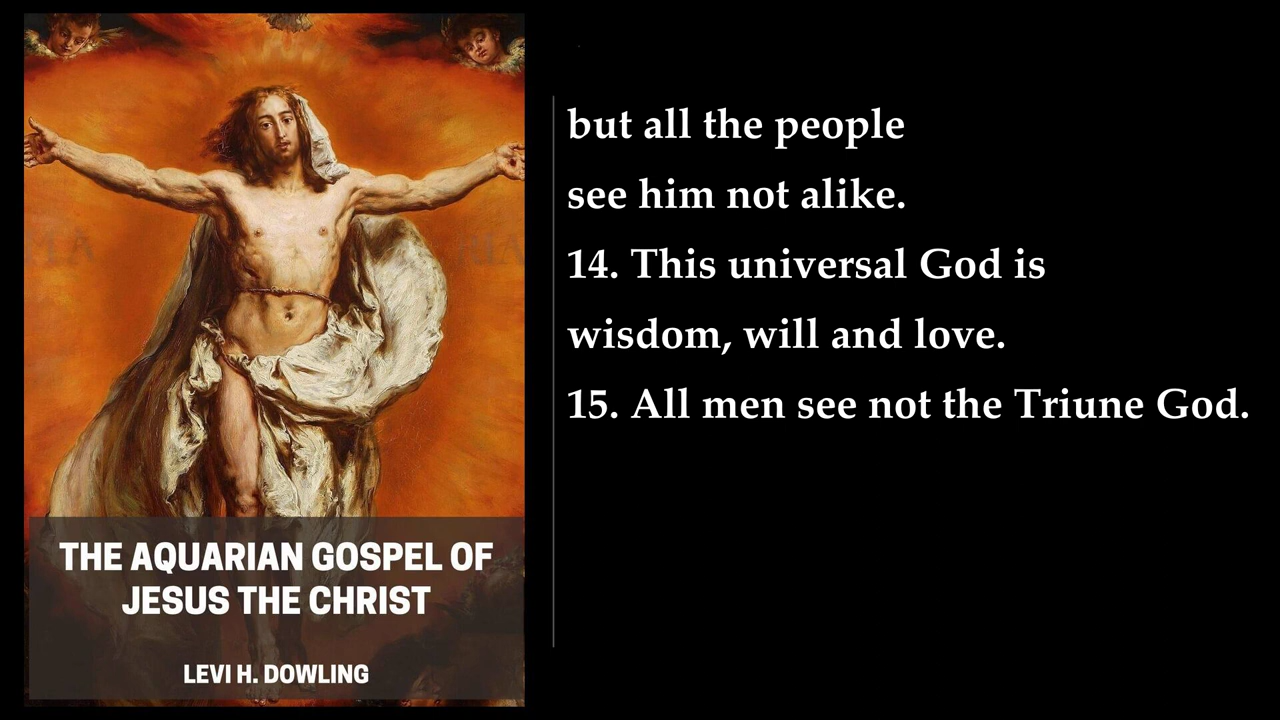 THE AQUARIAN GOSPEL OF
JESUS THE CHRIST
LEVI H. DOWLING
but all the people
see him not alike.
14. This universal God is
wisdom, will and love.
15. All men see not the Triune God.